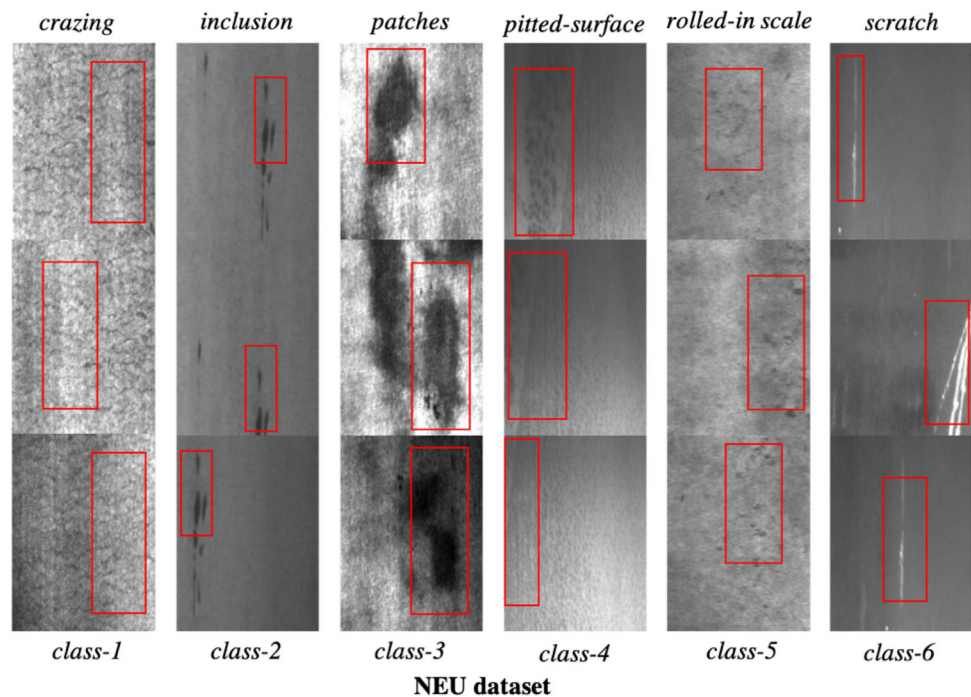 crazing inclusion patches pitted-surface rolled-in scale scratch
class-1 class-2 class-3 class-4 class-5 class-6
NEU dataset